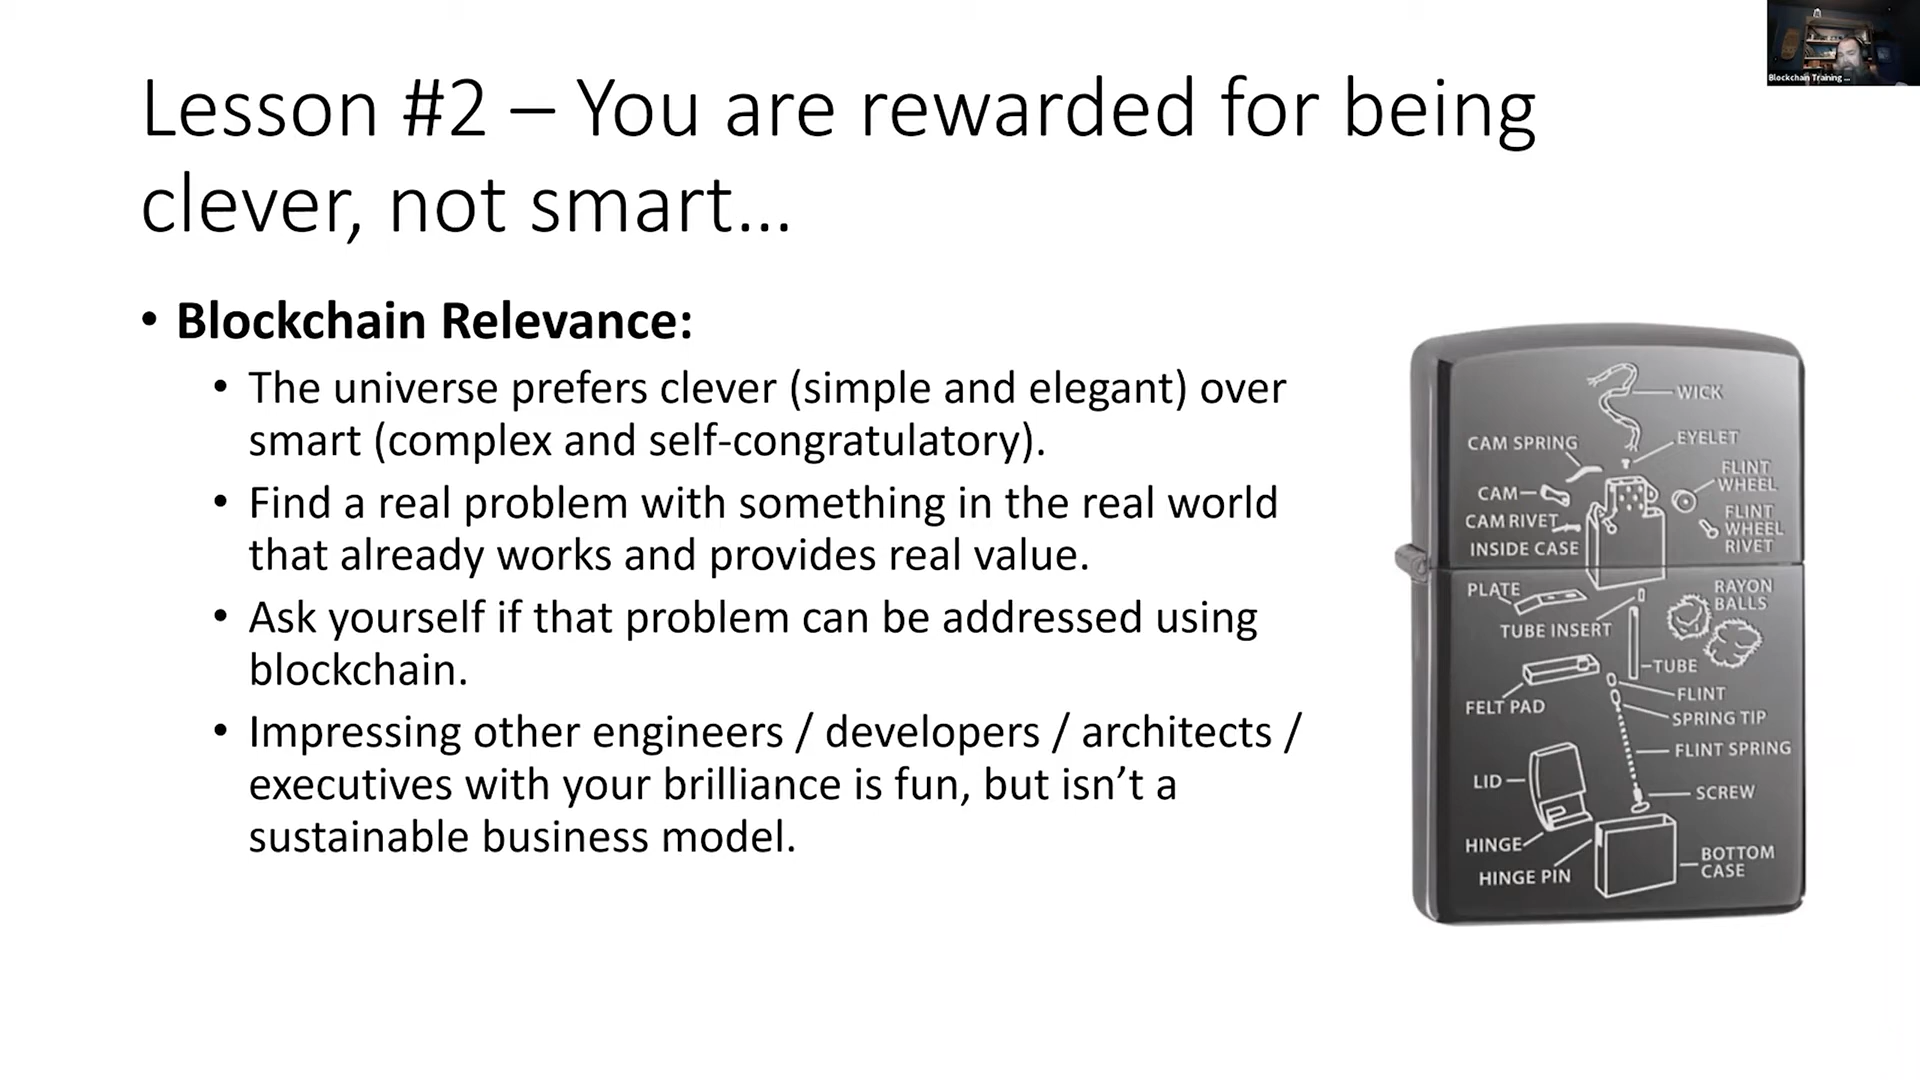 Blockchain Training ...
Lesson #2 – You are rewarded for being
clever, not smart...
• Blockchain Relevance:
• The universe prefers clever (simple and elegant) over
smart (complex and self-congratulatory).
• Find a real problem with something in the real world
that already works and provides real value.
• Ask yourself if that problem can be addressed using
blockchain.
• Impressing other engineers / developers / architects /
executives with your brilliance is fun, but isn’t a
sustainable business model.
WICK
EYELET
CAM SPRING
FLINT
WHEEL
CAM
CAM RIVET
FLINT
WHEEL
RIVET
INSIDE CASE
PLATE
RAYON
BALLS
TUBE INSERT
TUBE
FELT PAD
FLINT
SPRING TIP
FLINT SPRING
LID
SCREW
HINGE
HINGE PIN
BOTTOM
CASE